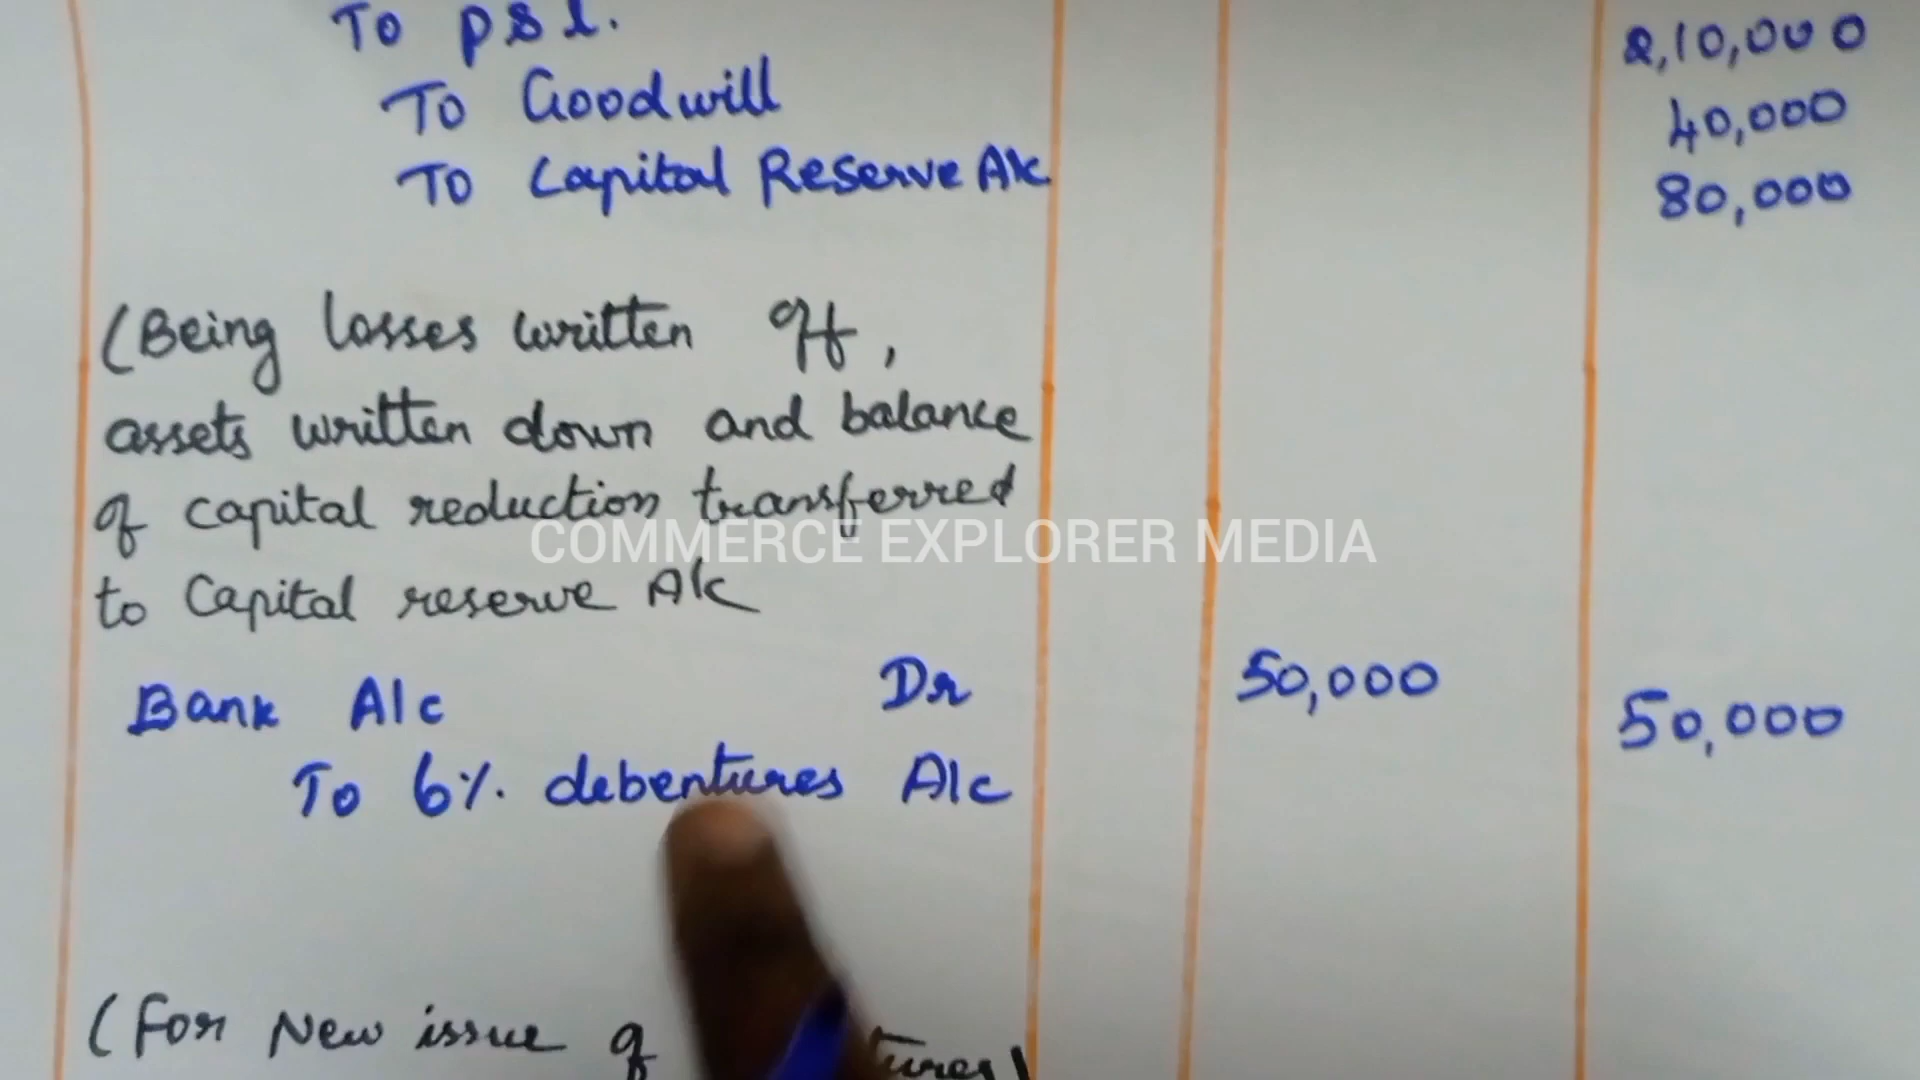 To P&L.
2,10,000
To Goodwill
40,000
To Capital Reserve A/c
80,000
(Being losses written off,
assets written down and balance
of capital reduction transferred
COMMERCE EXPLORER MEDIA
to Capital reserve A/c
Bank A/c Dr 50,000
50,000
To 6% debentures A/c
(For New issue of